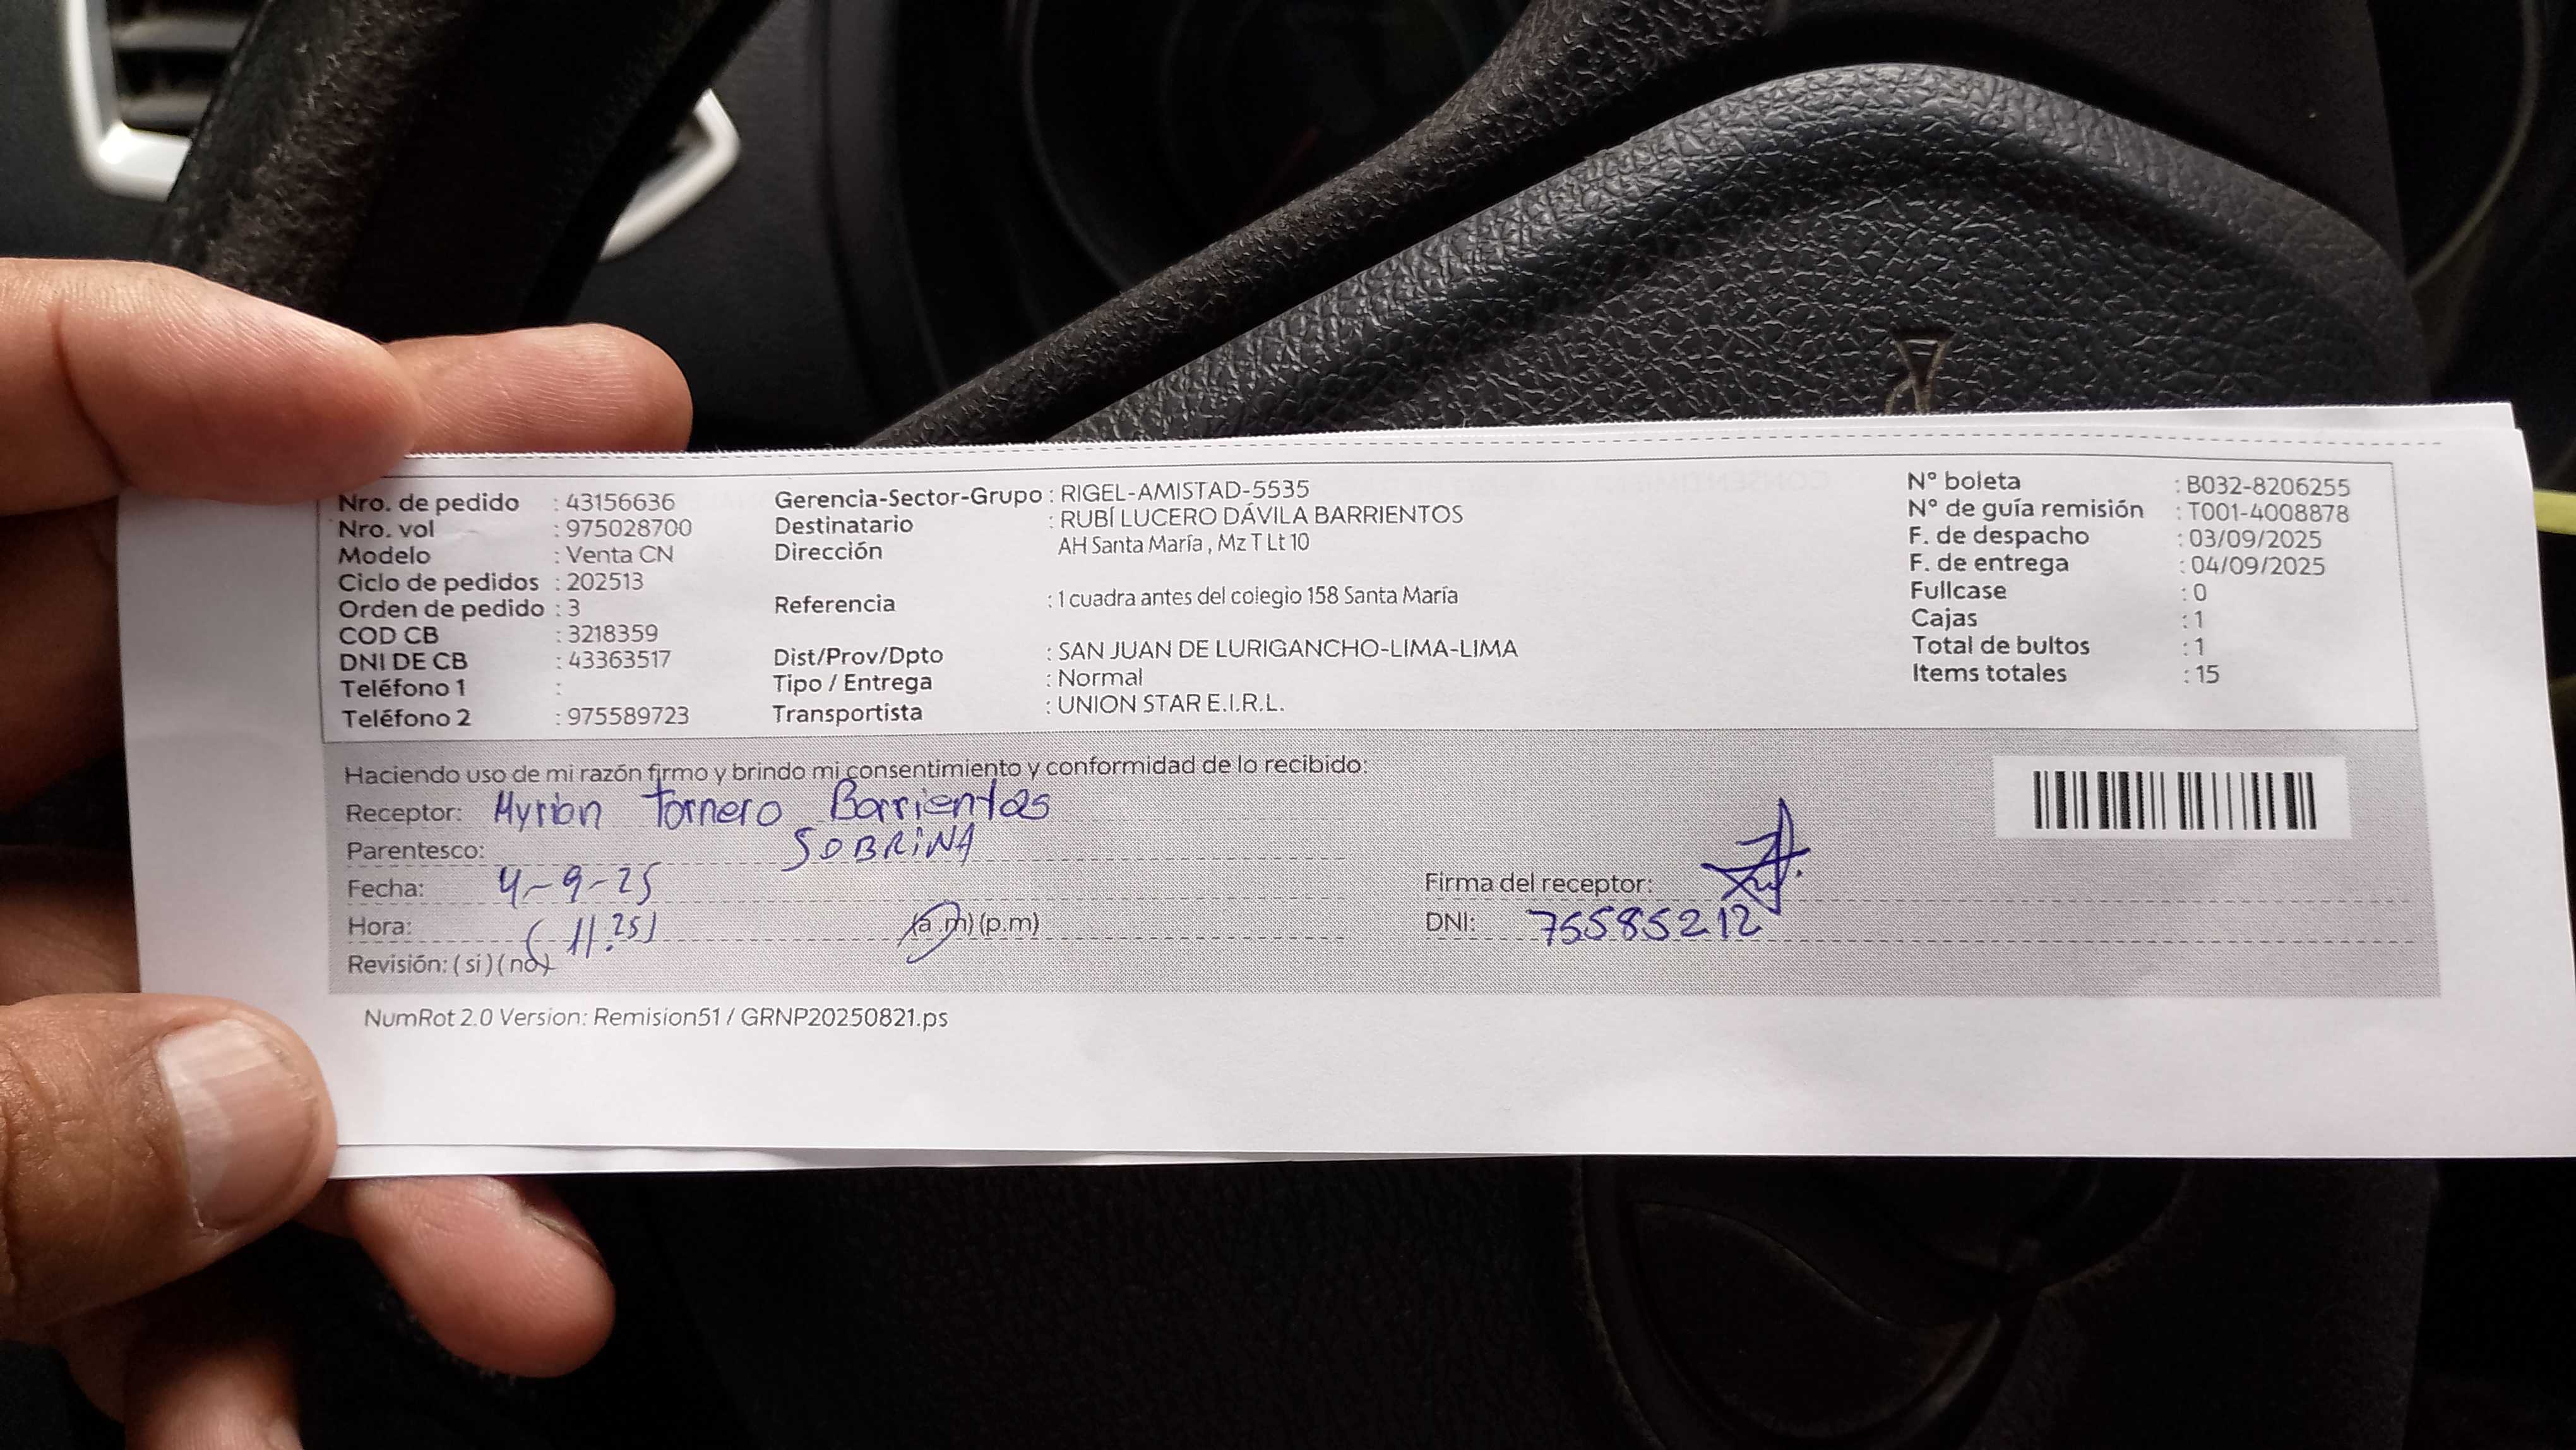 Nro. de pedido : 43156636
Nro. vol : 975028700
Modelo : Venta CN
Ciclo de pedidos : 202513
Orden de pedido : 3
COD CB : 3218359
DNI DE CB : 43363517
Teléfono 1 :
Teléfono 2 : 975589723
Gerencia-Sector-Grupo : RIGEL-AMISTAD-5535
Destinatario : RUBÍ LUCERO DÁVILA BARRIENTOS
Dirección AH Santa María , Mz T Lt 10
Referencia : 1 cuadra antes del colegio 158 Santa María
Dist/Prov/Dpto : SAN JUAN DE LURIGANCHO-LIMA-LIMA
Tipo / Entrega : Normal
Transportista : UNION STAR E.I.R.L.
N° boleta : B032-8206255
N° de guía remisión : T001-4008878
F. de despacho : 03/09/2025
F. de entrega : 04/09/2025
Fullcase : 0
Cajas : 1
Total de bultos : 1
Items totales : 15
Haciendo uso de mi razón firmo y brindo mi consentimiento y conformidad de lo recibido:
Receptor: Tornero Barrientos
Parentesco: SOBRINA
Fecha: 4-9-25
Hora: (11.25) (a.m) (p.m)
Revisión: ( si ) ( no )
Firma del receptor:
DNI: 75585212
NumRot 2.0 Version: Remision51 / GRNP20250821.ps